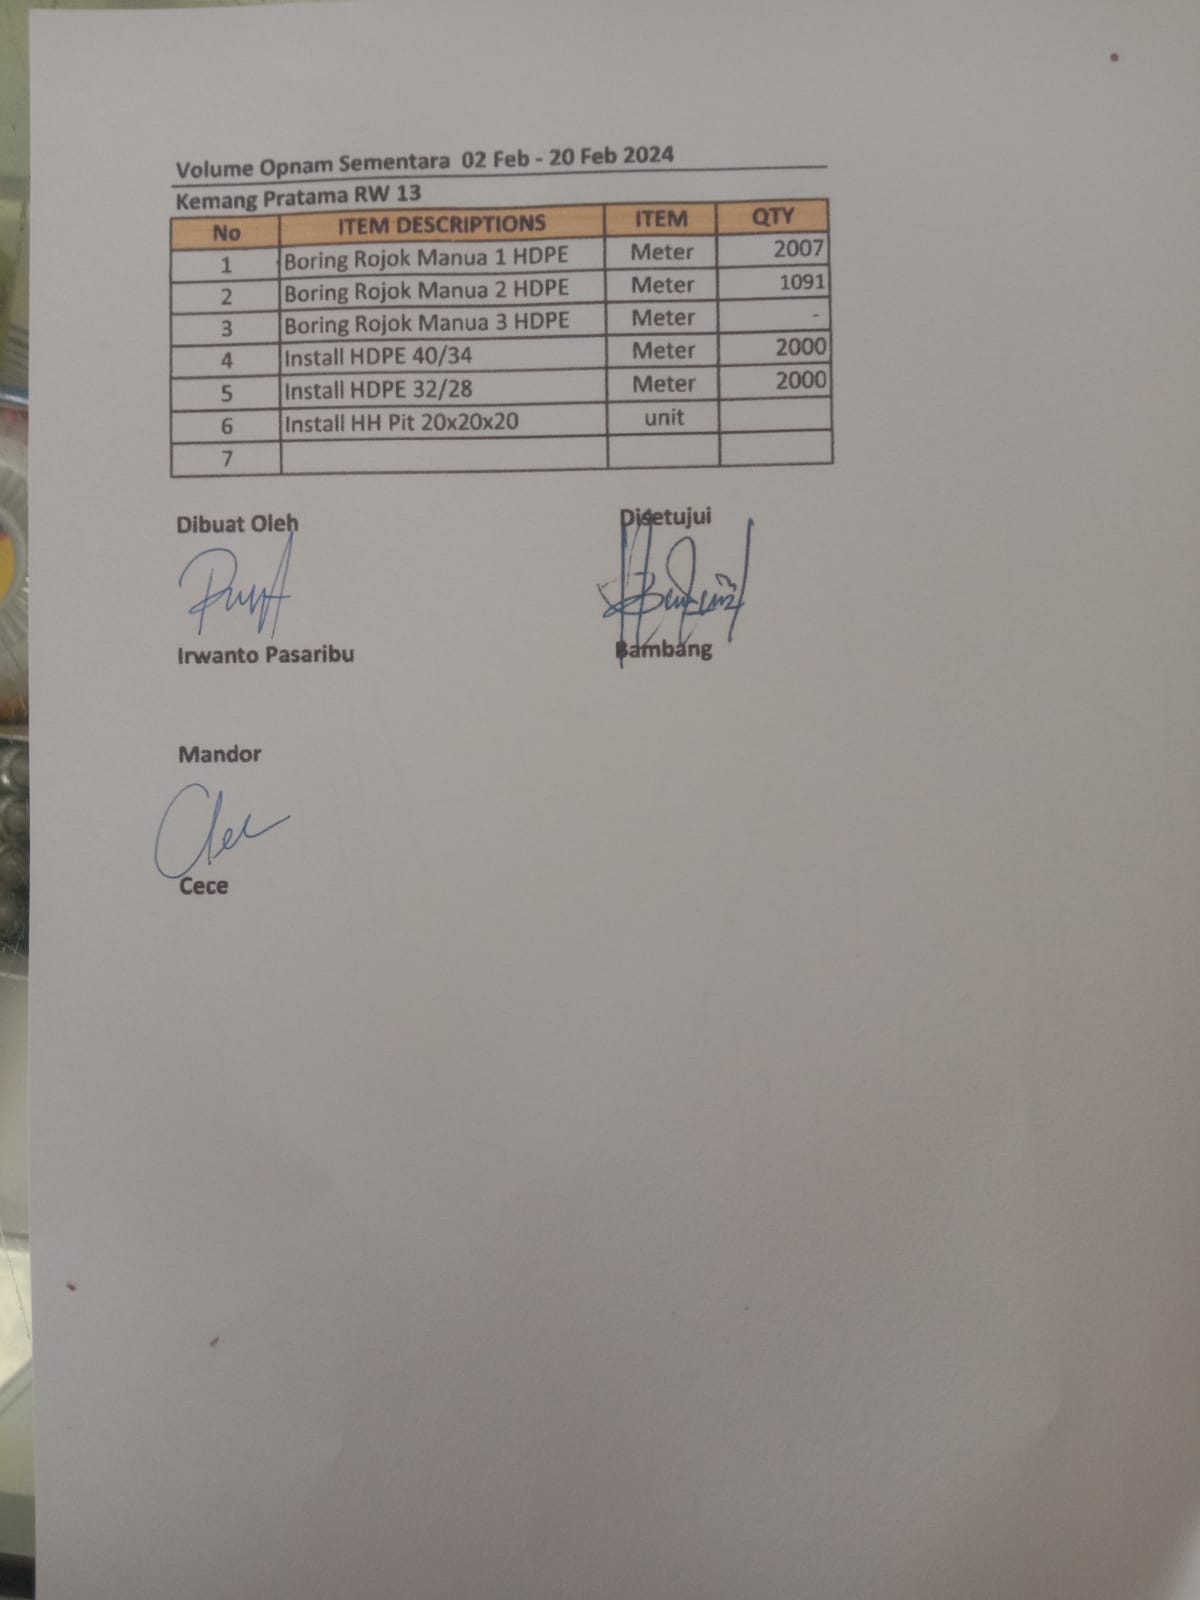 Volume Opnam Sementara 02 Feb - 20 Feb 2024
Kemang Pratama RW 13
No ITEM DESCRIPTIONS ITEM QTY
1 Boring Rojok Manua 1 HDPE Meter 2007
2 Boring Rojok Manua 2 HDPE Meter 1091
3 Boring Rojok Manua 3 HDPE Meter -
4 Install HDPE 40/34 Meter 2000
5 Install HDPE 32/28 Meter 2000
6 Install HH Pit 20x20x20 unit
7
Dibuat Oleh Disetujui
Irwanto Pasaribu Bambang
Mandor
Cece